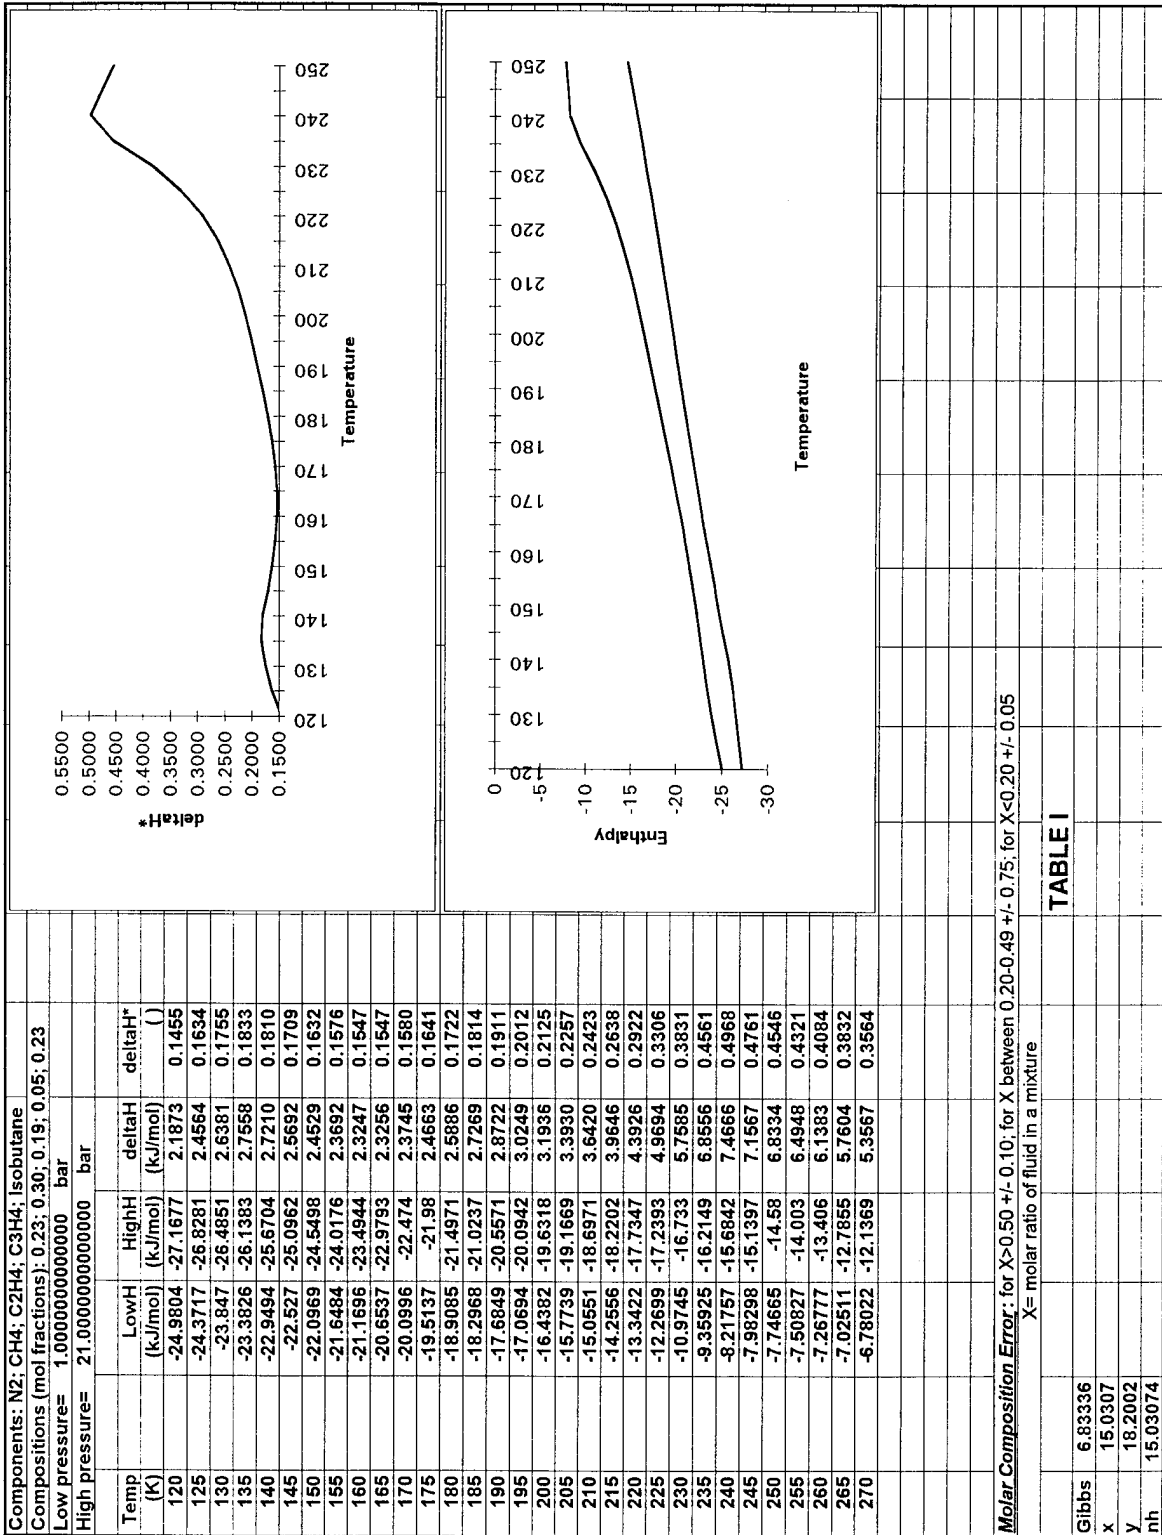 Components: N2; CH4; C2H4; C3H4; Isobutane
Compositions (mol fractions): 0.23; 0.30; 0.19; 0.05; 0.23
Low pressure= 1.00000000000000 bar
High pressure= 21.00000000000000 bar
Temp LowH HighH deltaH deltaH*
(K) (kJ/mol) (kJ/mol) (kJ/mol) ( )
120 -24.9804 -27.1677 2.1873 0.1455
125 -24.3717 -26.8281 2.4564 0.1634
130 -23.847 -26.4851 2.6381 0.1755
135 -23.3826 -26.1383 2.7558 0.1833
140 -22.9494 -25.6704 2.7210 0.1810
145 -22.527 -25.0962 2.5692 0.1709
150 -22.0969 -24.5498 2.4529 0.1632
155 -21.6484 -24.0176 2.3692 0.1576
160 -21.1696 -23.4944 2.3247 0.1547
165 -20.6537 -22.9793 2.3256 0.1547
170 -20.0996 -22.474 2.3745 0.1580
175 -19.5137 -21.98 2.4663 0.1641
180 -18.9085 -21.4971 2.5886 0.1722
185 -18.2968 -21.0237 2.7269 0.1814
190 -17.6849 -20.5571 2.8722 0.1911
195 -17.0694 -20.0942 3.0249 0.2012
200 -16.4382 -19.6318 3.1936 0.2125
205 -15.7739 -19.1669 3.3930 0.2257
210 -15.0551 -18.6971 3.6420 0.2423
215 -14.2556 -18.2202 3.9646 0.2638
220 -13.3422 -17.7347 4.3926 0.2922
225 -12.2699 -17.2393 4.9694 0.3306
230 -10.9745 -16.733 5.7585 0.3831
235 -9.35925 -16.2149 6.8556 0.4561
240 -8.21757 -15.6842 7.4666 0.4968
245 -7.98298 -15.1397 7.1567 0.4761
250 -7.74665 -14.58 6.8334 0.4546
255 -7.50827 -14.003 6.4948 0.4321
260 -7.26777 -13.406 6.1383 0.4084
265 -7.02511 -12.7855 5.7604 0.3832
270 -6.78022 -12.1369 5.3567 0.3564
deltaH*
0.5500
0.5000
0.4500
0.4000
0.3500
0.3000
0.2500
0.2000
0.1500
120 130 140 150 160 170 180 190 200 210 220 230 240 250
Temperature
Enthalpy
0
-5
-10
-15
-20
-25
-30
120 130 140 150 160 170 180 190 200 210 220 230 240 250
Temperature
Molar Composition Error: for X>0.50 +/- 0.10; for X between 0.20-0.49 +/- 0.75; for X<0.20 +/- 0.05
X= molar ratio of fluid in a mixture
TABLE I
Gibbs 6.83336
x 15.0307
y 18.2002
nh 15.03074